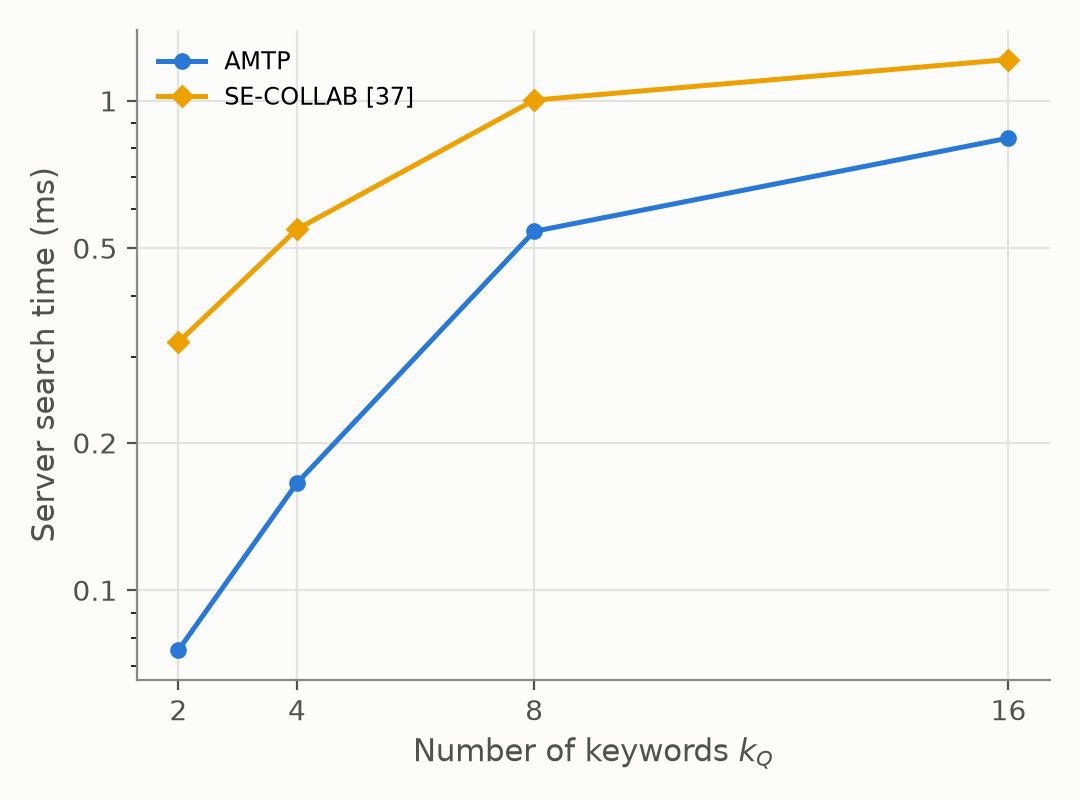 AMTP
SE-COLLAB [37]
Server search time (ms)
1
0.5
0.2
0.1
2 4 8 16
Number of keywords k_Q